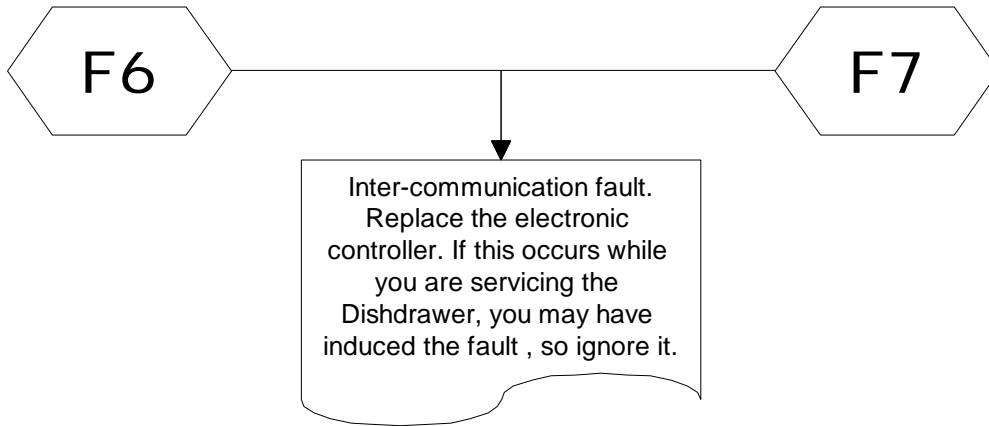 F6
F7
Inter-communication fault.
Replace the electronic
controller. If this occurs while
you are servicing the
Dishdrawer, you may have
induced the fault , so ignore it.